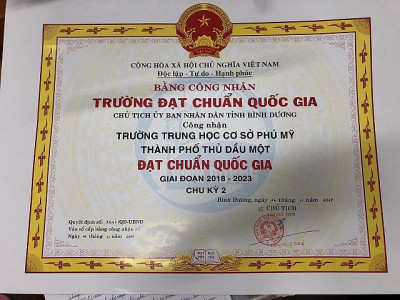 CỘNG HÒA XÃ HỘI CHỦ NGHĨA VIỆT NAM
Độc lập - Tự do - Hạnh phúc
BẰNG CÔNG NHẬN
TRƯỜNG ĐẠT CHUẨN QUỐC GIA
CHỦ TỊCH ỦY BAN NHÂN DÂN TỈNH BÌNH DƯƠNG
Công nhận
TRƯỜNG TRUNG HỌC CƠ SỞ PHÚ MỸ
THÀNH PHỐ THỦ DẦU MỘT
ĐẠT CHUẨN QUỐC GIA
GIAI ĐOẠN 2018 - 2023
CHU KỲ 2
Bình Dương, ngày tháng 11 năm
CHỦ TỊCH
Quyết định số: /QĐ-UBND
Vào sổ cấp bằng công nhận số
Ngày tháng 11 năm